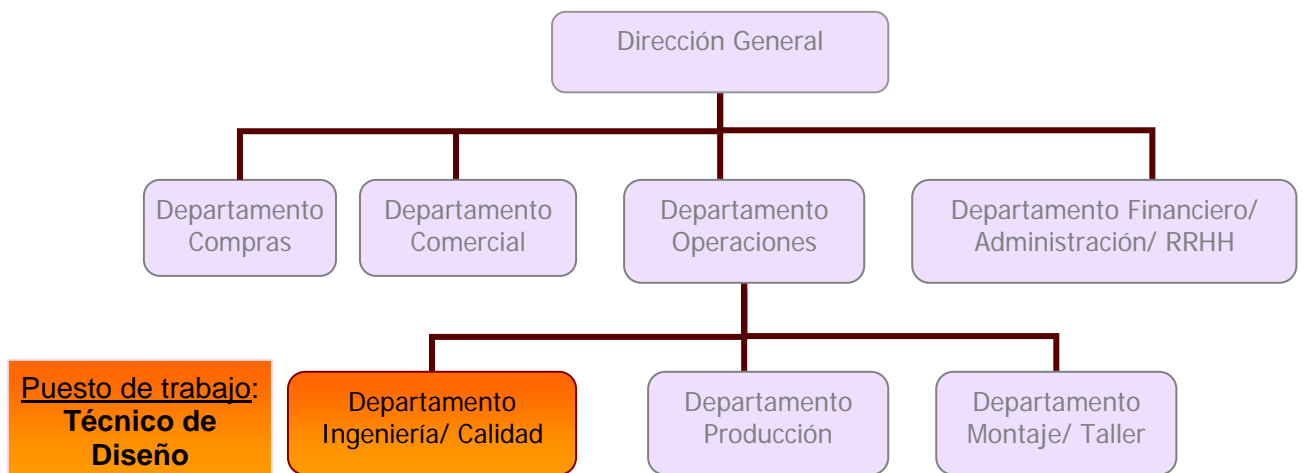 Dirección General
Departamento
Compras
Departamento
Comercial
Departamento
Operaciones
Departamento Financiero/
Administración/ RRHH
Puesto de trabajo:
Técnico de
Diseño
Departamento
Ingeniería/ Calidad
Departamento
Producción
Departamento
Montaje/ Taller